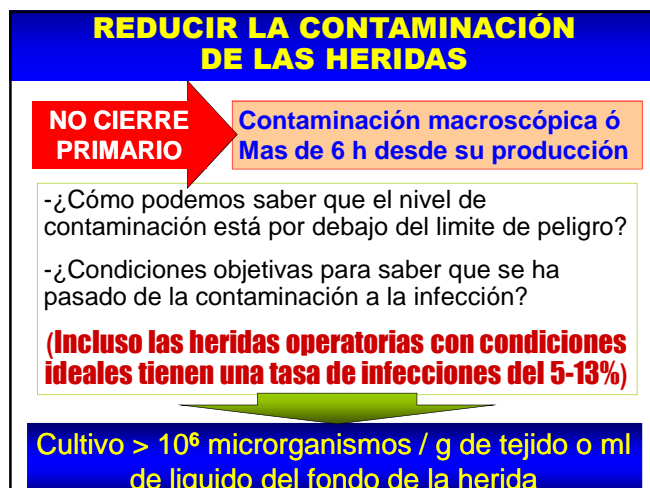 REDUCIR LA CONTAMINACIÓN
DE LAS HERIDAS
NO CIERRE
PRIMARIO
Contaminación macroscópica ó
Mas de 6 h desde su producción
-¿Cómo podemos saber que el nivel de
contaminación está por debajo del limite de peligro?
-¿Condiciones objetivas para saber que se ha
pasado de la contaminación a la infección?
(Incluso las heridas operatorias con condiciones
ideales tienen una tasa de infecciones del 5-13%)
Cultivo > 10⁶ microrganismos / g de tejido o ml
de liquido del fondo de la herida